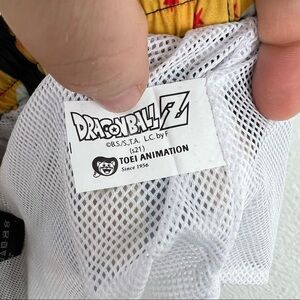 DRAGONBALL Z
©B.S/S.,T.A. L.C. by F
(s21)
TOEI ANIMATION
Since 1956